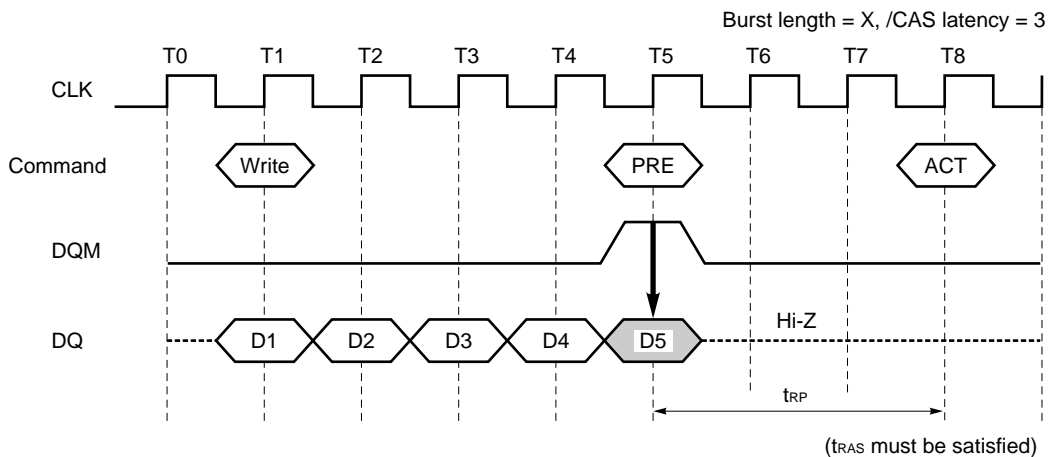 Burst length = X, /CAS latency = 3
T0 T1 T2 T3 T4 T5 T6 T7 T8
CLK
Command Write PRE ACT
DQM
Hi-Z
DQ D1 D2 D3 D4 D5
tRP
(tRAS must be satisfied)